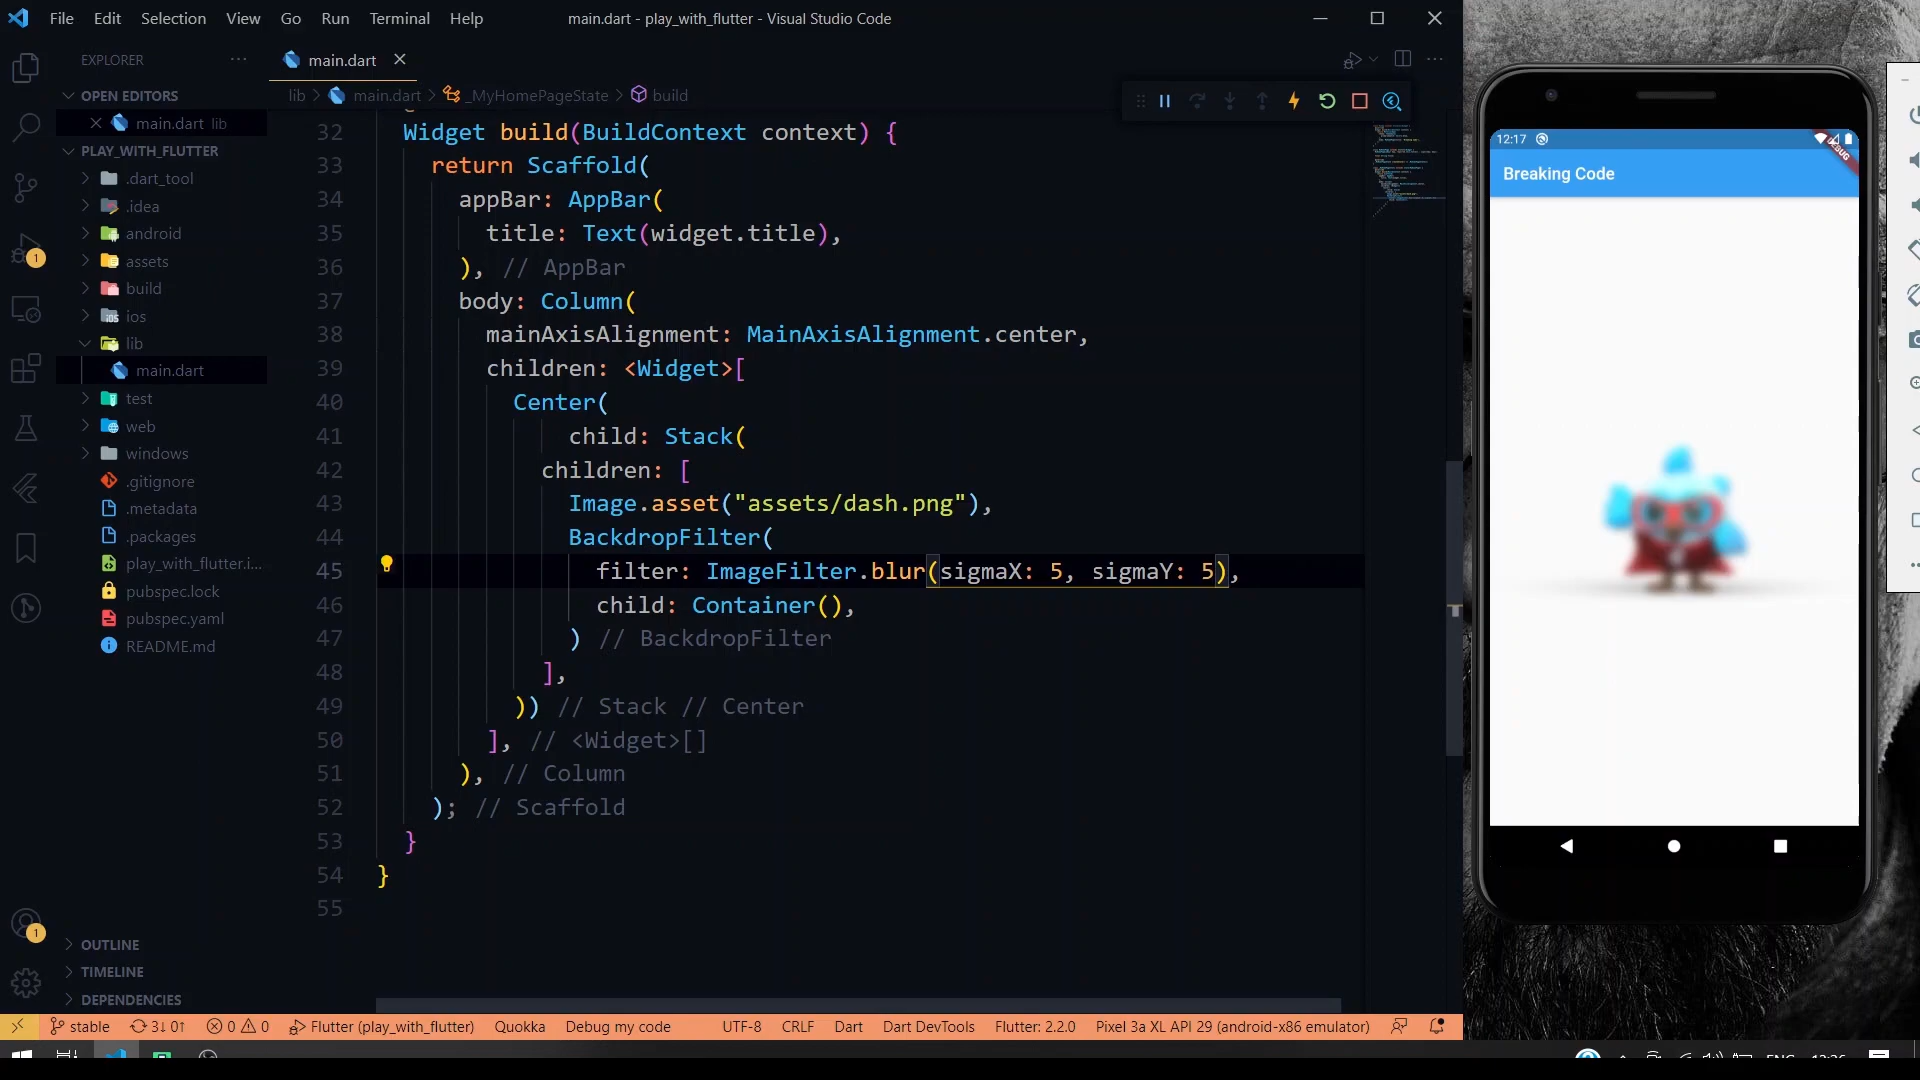 File Edit Selection View Go Run Terminal Help
main.dart - play_with_flutter - Visual Studio Code
EXPLORER
main.dart
OPEN EDITORS
main.dart lib
PLAY_WITH_FLUTTER
.dart_tool
.idea
android
assets
build
ios
lib
main.dart
test
web
windows
.gitignore
.metadata
.packages
play_with_flutter.i...
pubspec.lock
pubspec.yaml
README.md
OUTLINE
TIMELINE
DEPENDENCIES
1
1
lib > main.dart > _MyHomePageState > build
32 Widget build(BuildContext context) {
33 return Scaffold(
34 appBar: AppBar(
35 title: Text(widget.title),
36 ), // AppBar
37 body: Column(
38 mainAxisAlignment: MainAxisAlignment.center,
39 children: <Widget>[
40 Center(
41 child: Stack(
42 children: [
43 Image.asset("assets/dash.png"),
44 BackdropFilter(
45 filter: ImageFilter.blur(sigmaX: 5, sigmaY: 5),
46 child: Container(),
47 ) // BackdropFilter
48 ],
49 )) // Stack // Center
50 ], // <Widget>[]
51 ), // Column
52 ); // Scaffold
53 }
54 }
55
12:17
DEBUG
Breaking Code
stable 3↓ 0↑ 0 0 Flutter (play_with_flutter) Quokka Debug my code UTF-8 CRLF Dart Dart DevTools Flutter: 2.2.0 Pixel 3a XL API 29 (android-x86 emulator)